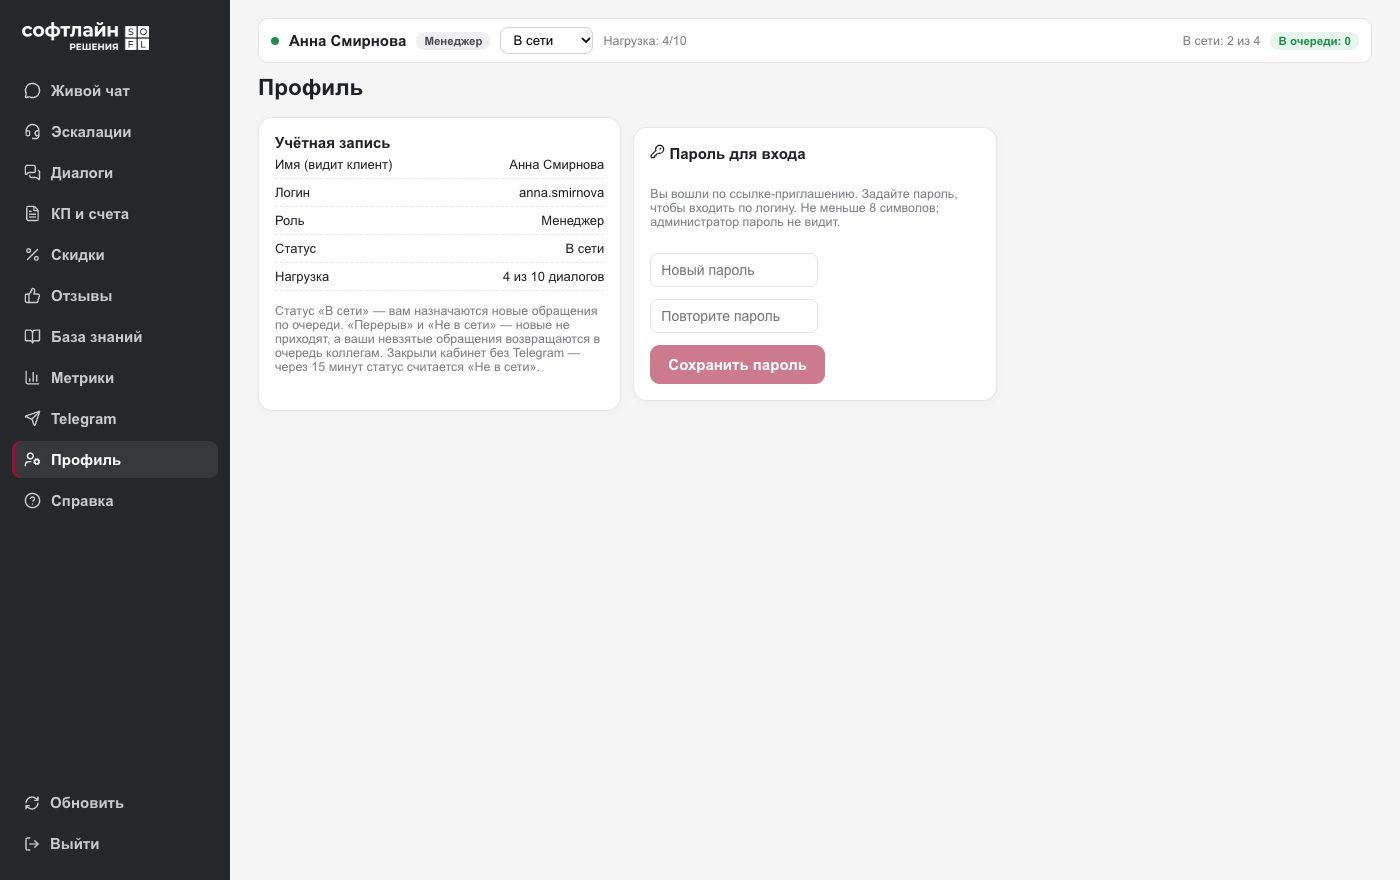 софтлайн
РЕШЕНИЯ
S O
F L
Живой чат
Эскалации
Диалоги
КП и счета
Скидки
Отзывы
База знаний
Метрики
Telegram
Профиль
Справка
Обновить
Выйти
Анна Смирнова Менеджер В сети Нагрузка: 4/10 В сети: 2 из 4 В очереди: 0
Профиль
Учётная запись
Имя (видит клиент) Анна Смирнова
Логин anna.smirnova
Роль Менеджер
Статус В сети
Нагрузка 4 из 10 диалогов
Статус «В сети» — вам назначаются новые обращения
по очереди. «Перерыв» и «Не в сети» — новые не
приходят, а ваши невзятые обращения возвращаются в
очередь коллегам. Закрыли кабинет без Telegram —
через 15 минут статус считается «Не в сети».
Пароль для входа
Вы вошли по ссылке-приглашению. Задайте пароль,
чтобы входить по логину. Не меньше 8 символов;
администратор пароль не видит.
Новый пароль
Повторите пароль
Сохранить пароль